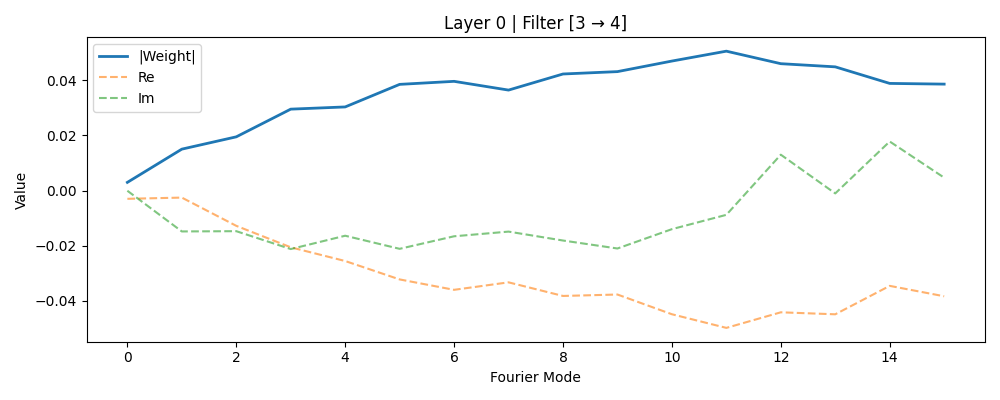 Layer 0 | Filter [3 → 4]
|Weight|
Re
Im
0.04
0.02
0.00
−0.02
−0.04
Value
0 2 4 6 8 10 12 14
Fourier Mode